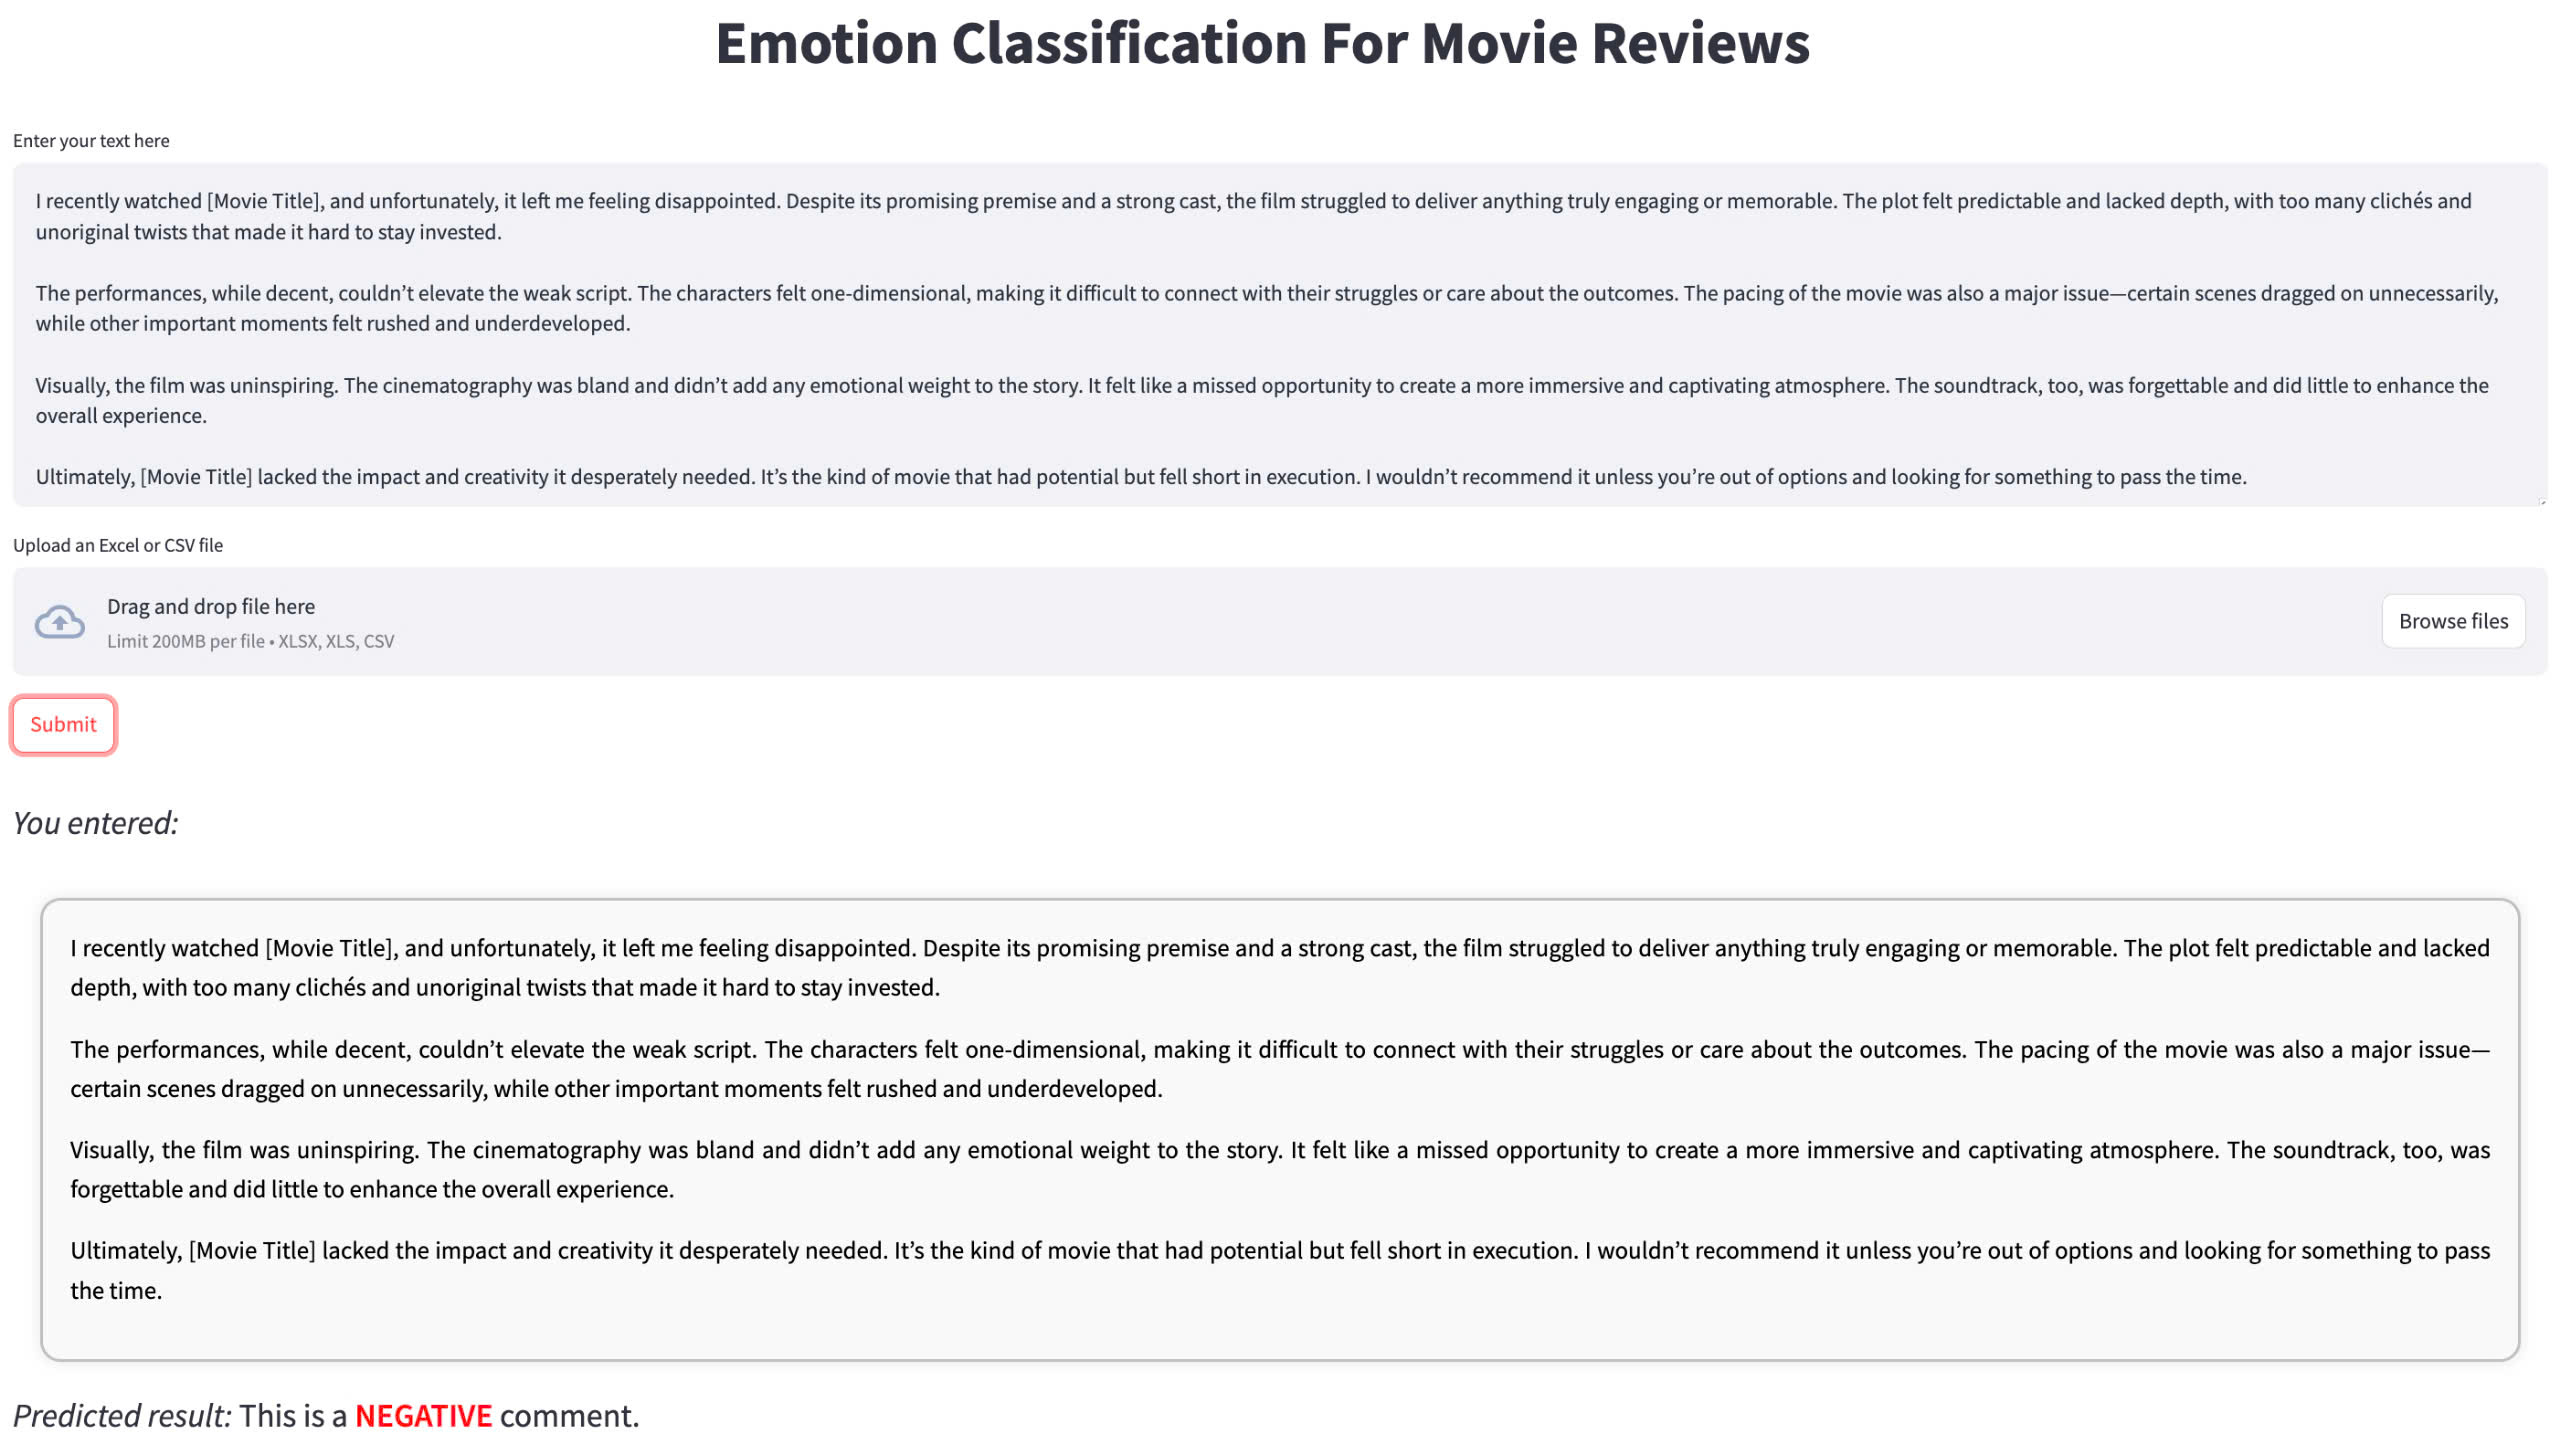 Emotion Classification For Movie Reviews
Enter your text here
I recently watched [Movie Title], and unfortunately, it left me feeling disappointed. Despite its promising premise and a strong cast, the film struggled to deliver anything truly engaging or memorable. The plot felt predictable and lacked depth, with too many clichés and
unoriginal twists that made it hard to stay invested.
The performances, while decent, couldn’t elevate the weak script. The characters felt one-dimensional, making it difficult to connect with their struggles or care about the outcomes. The pacing of the movie was also a major issue—certain scenes dragged on unnecessarily,
while other important moments felt rushed and underdeveloped.
Visually, the film was uninspiring. The cinematography was bland and didn’t add any emotional weight to the story. It felt like a missed opportunity to create a more immersive and captivating atmosphere. The soundtrack, too, was forgettable and did little to enhance the
overall experience.
Ultimately, [Movie Title] lacked the impact and creativity it desperately needed. It’s the kind of movie that had potential but fell short in execution. I wouldn’t recommend it unless you’re out of options and looking for something to pass the time.
Upload an Excel or CSV file
Drag and drop file here
Limit 200MB per file • XLSX, XLS, CSV
Browse files
Submit
You entered:
I recently watched [Movie Title], and unfortunately, it left me feeling disappointed. Despite its promising premise and a strong cast, the film struggled to deliver anything truly engaging or memorable. The plot felt predictable and lacked
depth, with too many clichés and unoriginal twists that made it hard to stay invested.
The performances, while decent, couldn’t elevate the weak script. The characters felt one-dimensional, making it difficult to connect with their struggles or care about the outcomes. The pacing of the movie was also a major issue—
certain scenes dragged on unnecessarily, while other important moments felt rushed and underdeveloped.
Visually, the film was uninspiring. The cinematography was bland and didn’t add any emotional weight to the story. It felt like a missed opportunity to create a more immersive and captivating atmosphere. The soundtrack, too, was
forgettable and did little to enhance the overall experience.
Ultimately, [Movie Title] lacked the impact and creativity it desperately needed. It’s the kind of movie that had potential but fell short in execution. I wouldn’t recommend it unless you’re out of options and looking for something to pass
the time.
Predicted result: This is a NEGATIVE comment.